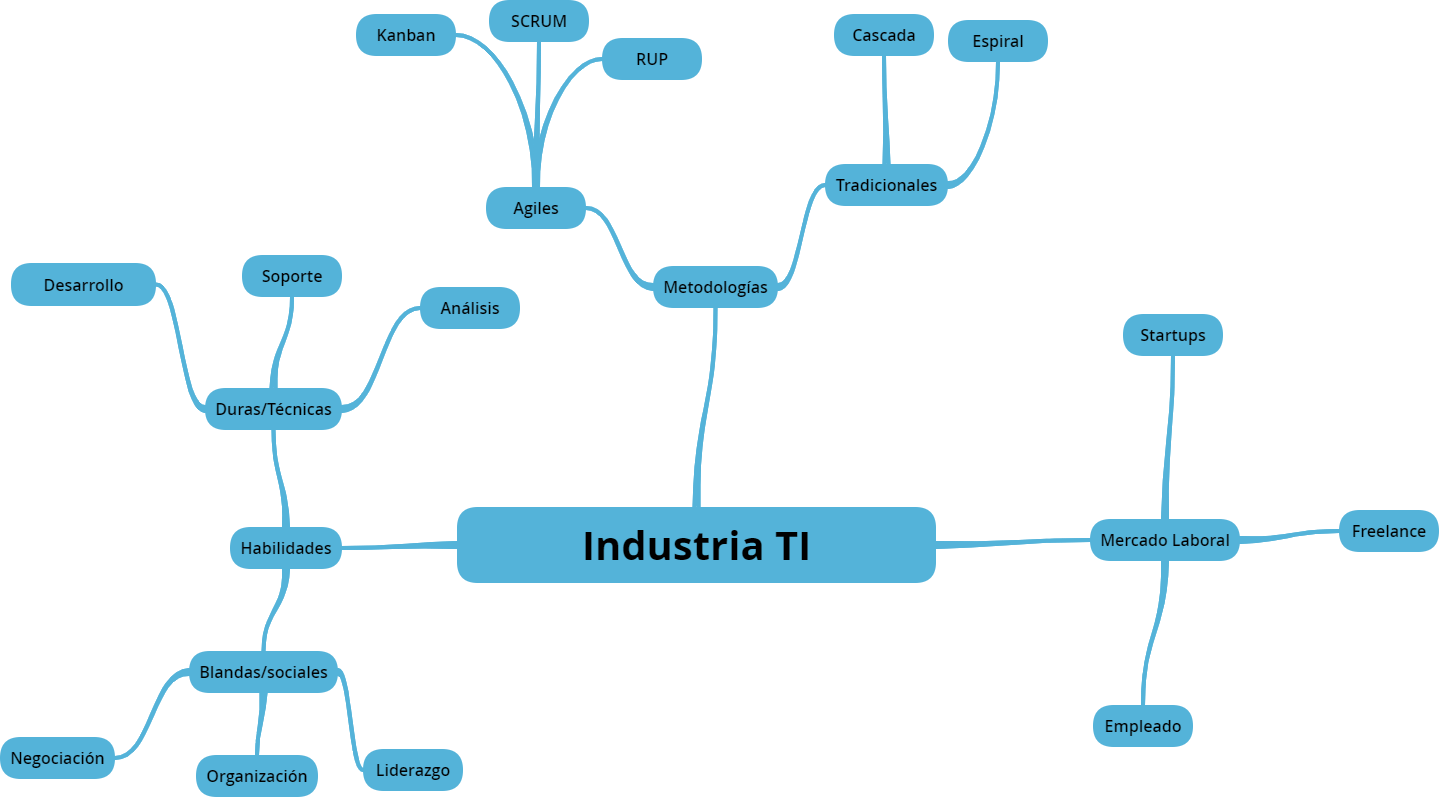 SCRUM
Kanban
RUP
Cascada
Espiral
Tradicionales
Agiles
Metodologías
Soporte
Desarrollo
Análisis
Duras/Técnicas
Startups
Freelance
Mercado Laboral
Industria TI
Habilidades
Blandas/sociales
Empleado
Negociación
Organización
Liderazgo